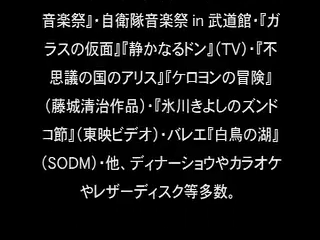 音楽祭』・自衛隊音楽祭 in 武道館・『ガ
ラスの仮面』『静かなるドン』（TV）・『不
思議の国のアリス』『ケロヨンの冒険』
（藤城清治作品）・『氷川きよしのズンド
コ節』（東映ビデオ）・バレエ『白鳥の湖』
（SODM）・他、ディナーショウやカラオケ
やレザーディスク等多数。